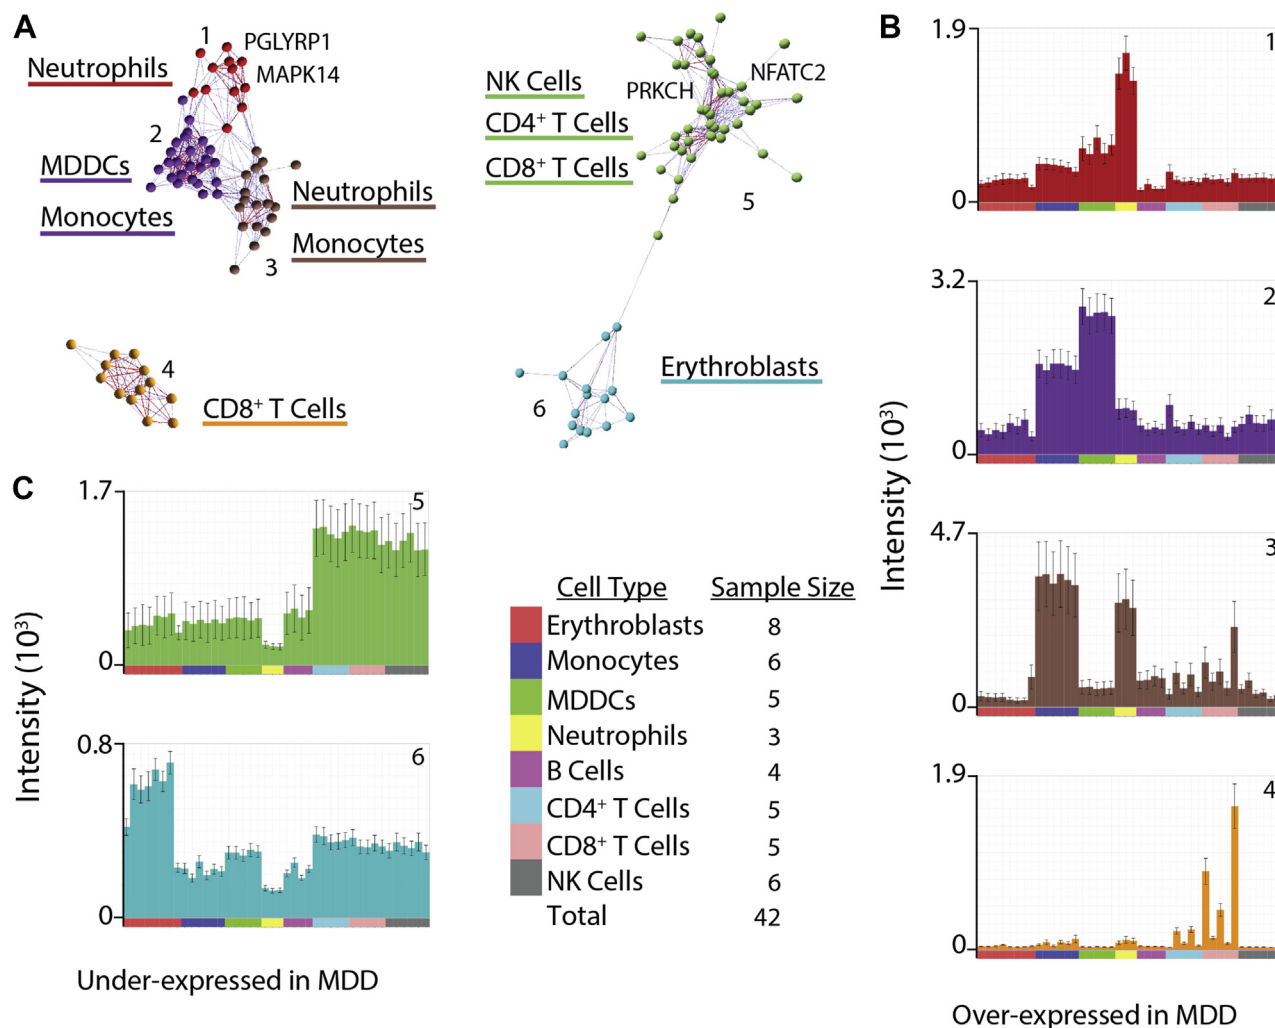 A
1
PGLYRP1
MAPK14
Neutrophils
2
MDDCs
Monocytes
Neutrophils
Monocytes
3
4
CD8⁺ T Cells
NK Cells
CD4⁺ T Cells
CD8⁺ T Cells
PRKCH
NFATC2
5
Erythroblasts
6
B
1.9
1
0
3.2
2
0
Intensity (10³)
4.7
3
0
1.9
4
0
Over-expressed in MDD
C
1.7
5
0
Intensity (10³)
0.8
6
0
Under-expressed in MDD
Cell Type Sample Size
Erythroblasts 8
Monocytes 6
MDDCs 5
Neutrophils 3
B Cells 4
CD4⁺ T Cells 5
CD8⁺ T Cells 5
NK Cells 6
Total 42